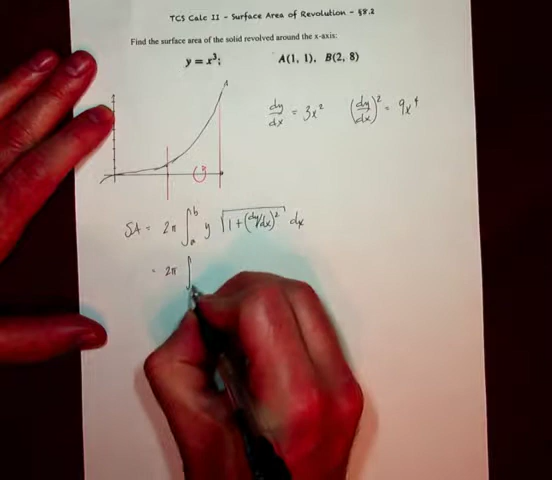 TCS Calc II - Surface Area of Revolution - §8.2
Find the surface area of the solid revolved around the x-axis:
y = x³; A(1, 1), B(2, 8)
dy/dx = 3x² (dy/dx)² = 9x⁴
SA = 2π ∫ₐᵇ y √(1+(dy/dx)²) dx
= 2π ∫